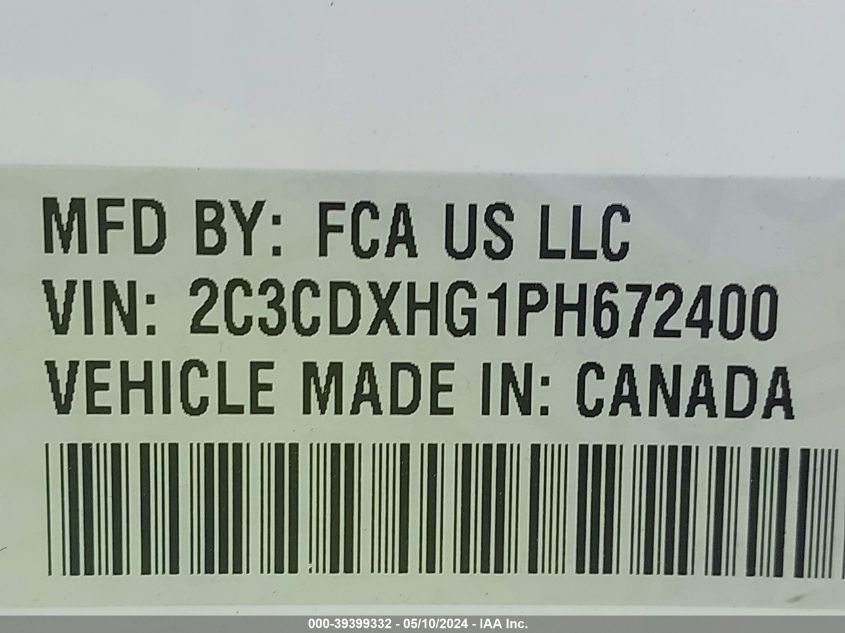 MFD BY: FCA US LLC
VIN: 2C3CDXHG1PH672400
VEHICLE MADE IN: CANADA
000-39399332 - 05/10/2024 - IAA Inc.